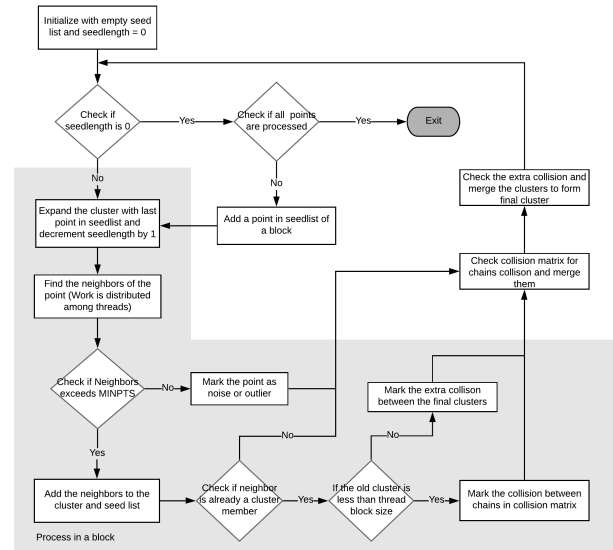 Initialize with empty seed
list and seedlength = 0
Check if
seedlength is 0
Yes
Check if all points
are processed
Yes
Exit
No
No
Expand the cluster with last
point in seedlist and
decrement seedlength by 1
Add a point in seedlist of
a block
Check the extra collision and
merge the clusters to form
final cluster
Find the neighbors of the
point (Work is distributed
among threads)
Check collision matrix for
chains collison and merge
them
Check if Neighbors
exceeds MINPTS
No
Mark the point as
noise or outlier
Mark the extra collison
between the final clusters
Yes
No
No
Add the neighbors to the
cluster and seed list
Check if neighbor
is already a cluster
member
Yes
If the old cluster is
less than thread
block size
Yes
Mark the collision between
chains in collision matrix
Process in a block